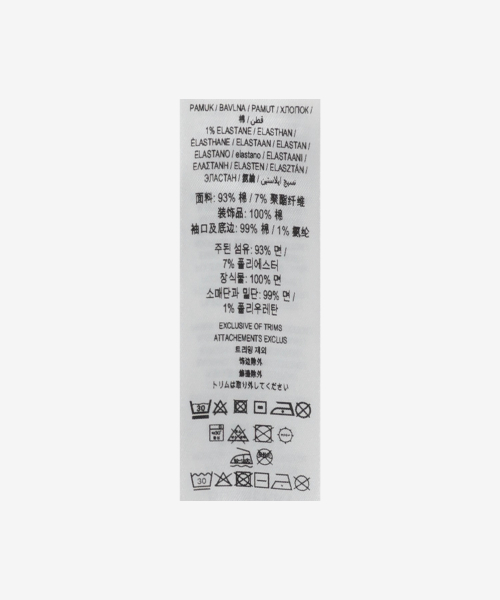 PAMUK / BAVLNA / PAMUT / ХЛОПОК /
棉 / قطن /
1% ELASTANE / ELASTHAN /
ÉLASTHANNE / ELASTAAN / ELASTAN /
ELASTANO / elastano / ELASTAANI /
ΕΛΑΣΤΑΝΗ / ELASTEN / ELASZTÁN /
ЭЛАСТАН / 氨綸 / نسيج ايلاستين /
面料: 93% 棉 / 7% 聚酯纤维
装饰品: 100% 棉
袖口及底边: 99% 棉 / 1% 氨纶
주된 섬유: 93% 면 /
7% 폴리에스터
장식물: 100% 면
소매단과 밑단: 99% 면 /
1% 폴리우레탄
EXCLUSIVE OF TRIMS
ATTACHEMENTS EXCLUS
트리밍 제외
饰边除外
飾邊除外
トリムは取り外してください
30
30